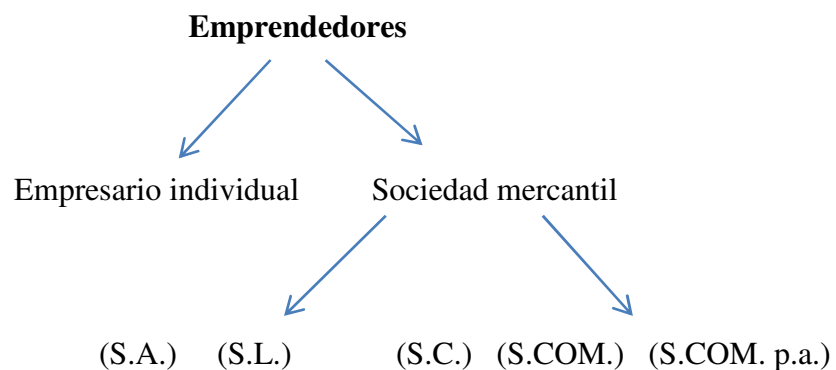 Emprendedores
Empresario individual Sociedad mercantil
(S.A.) (S.L.) (S.C.) (S.COM.) (S.COM. p.a.)